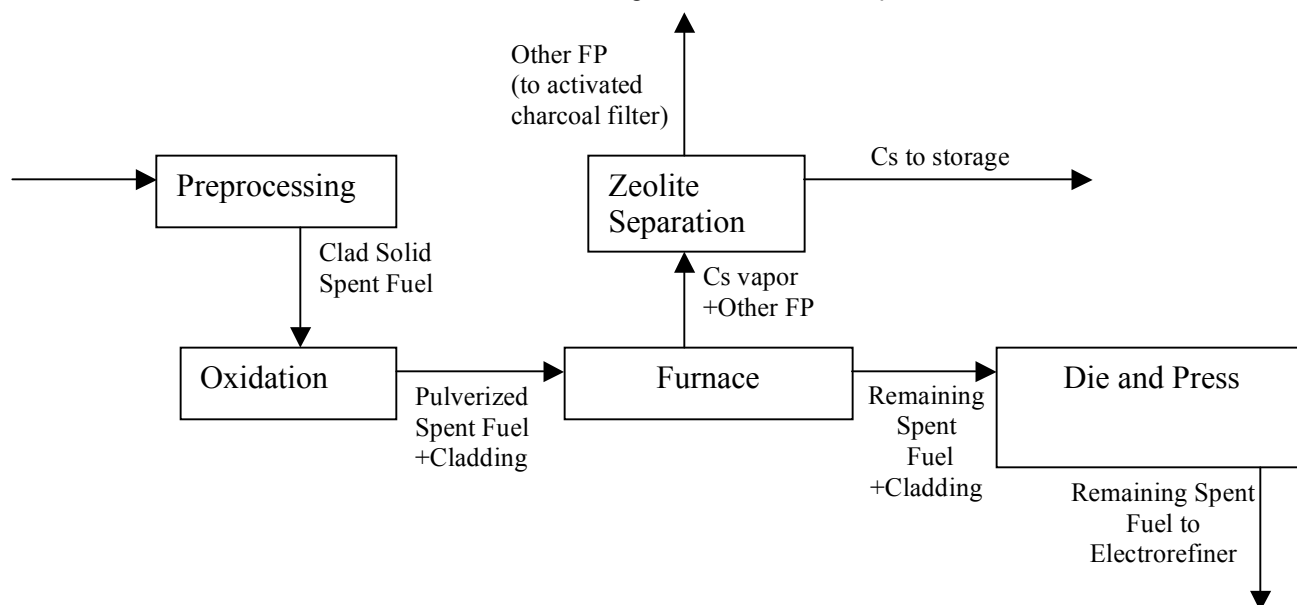 Other FP
(to activated
charcoal filter)
Preprocessing
Zeolite
Separation
Cs to storage
Clad Solid
Spent Fuel
Cs vapor
+Other FP
Oxidation
Pulverized
Spent Fuel
+Cladding
Furnace
Remaining
Spent
Fuel
+Cladding
Die and Press
Remaining Spent
Fuel to
Electrorefiner